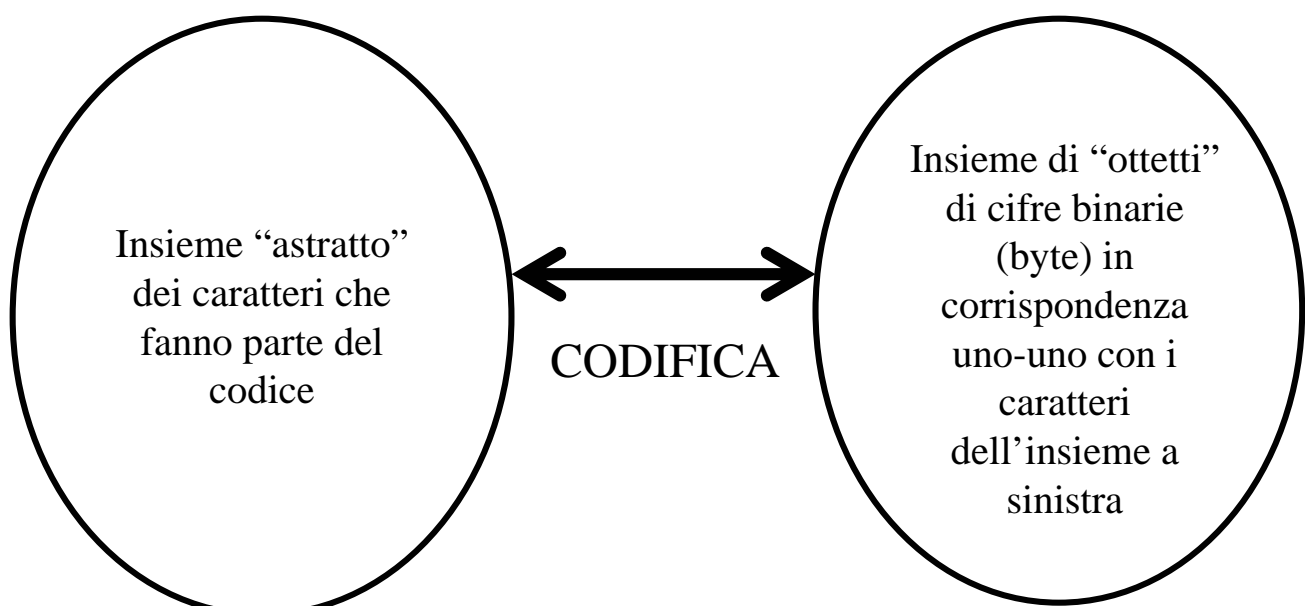 Insieme “astratto”
dei caratteri che
fanno parte del
codice
CODIFICA
Insieme di “ottetti”
di cifre binarie
(byte) in
corrispondenza
uno-uno con i
caratteri
dell’insieme a
sinistra